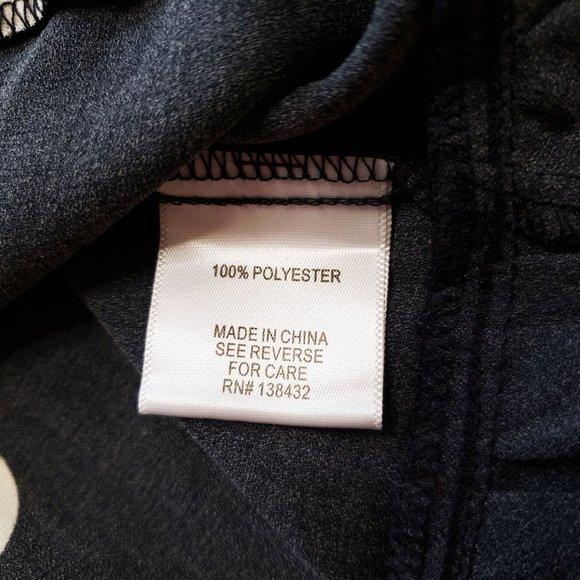 100% POLYESTER
MADE IN CHINA
SEE REVERSE
FOR CARE
RN# 138432